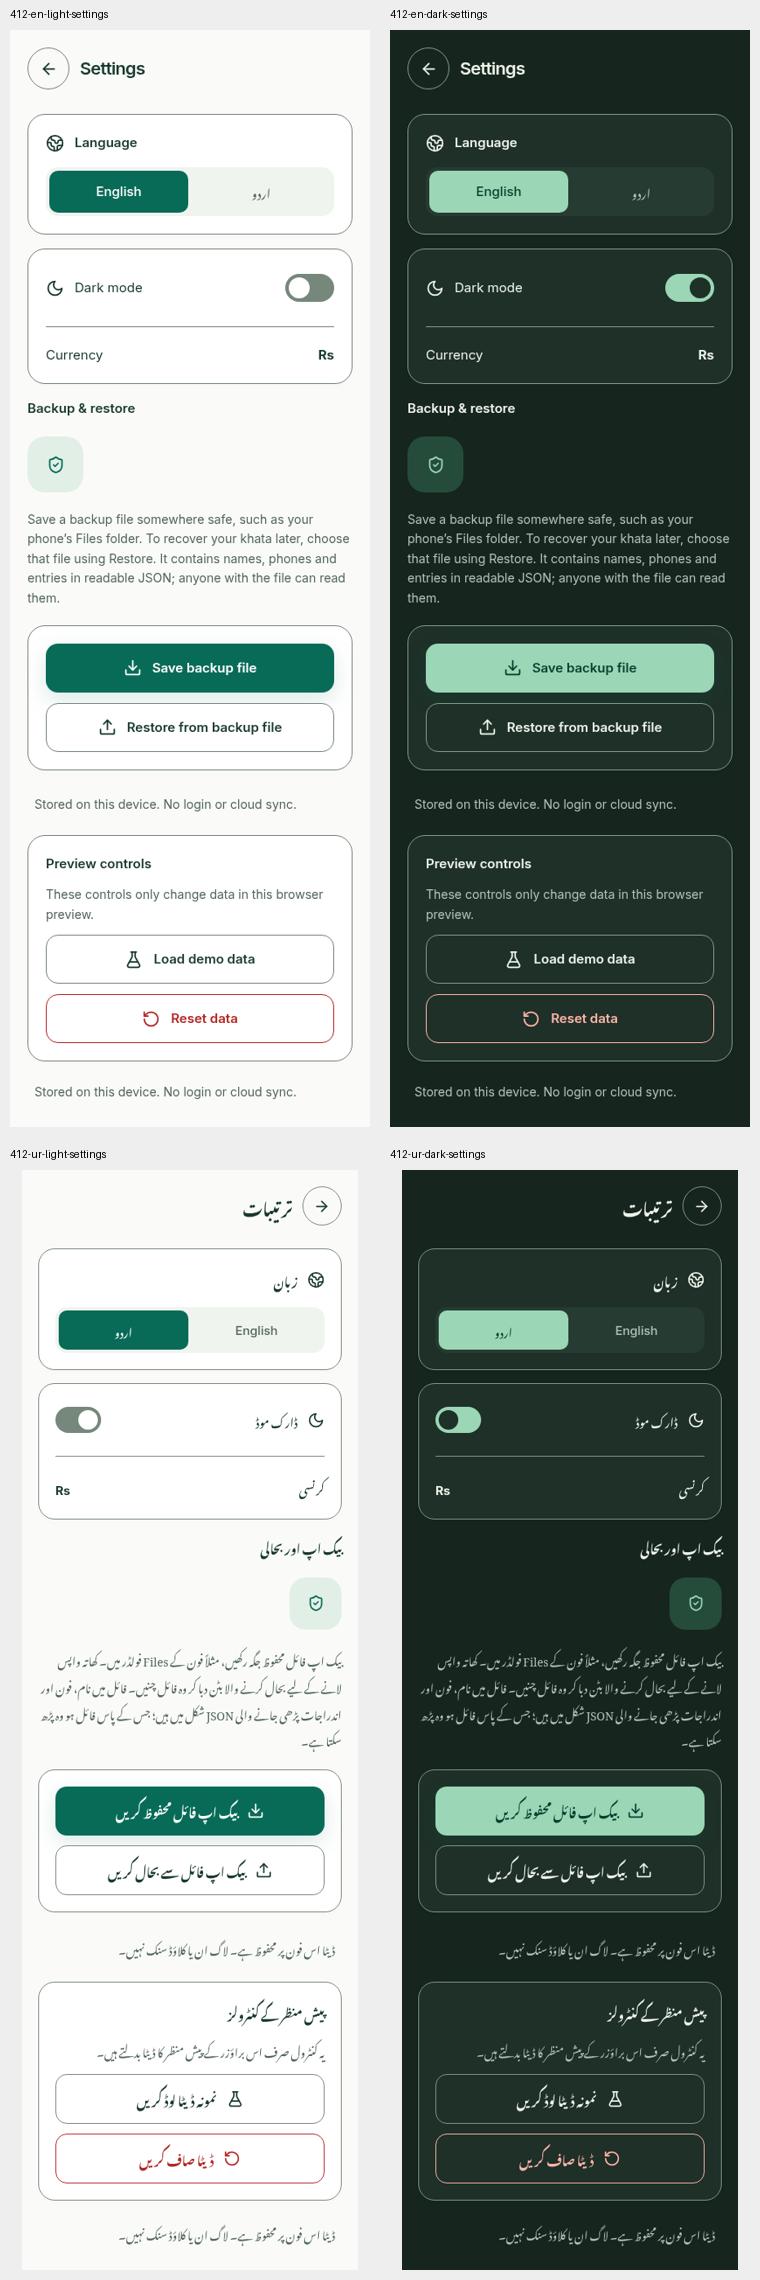 412-en-light-settings
Settings
Language
English
اردو
Dark mode
Currency
Rs
Backup & restore
Save a backup file somewhere safe, such as your
phone's Files folder. To recover your khata later, choose
that file using Restore. It contains names, phones and
entries in readable JSON; anyone with the file can read
them.
Save backup file
Restore from backup file
Stored on this device. No login or cloud sync.
Preview controls
These controls only change data in this browser
preview.
Load demo data
Reset data
Stored on this device. No login or cloud sync.
412-en-dark-settings
Settings
Language
English
اردو
Dark mode
Currency
Rs
Backup & restore
Save a backup file somewhere safe, such as your
phone's Files folder. To recover your khata later, choose
that file using Restore. It contains names, phones and
entries in readable JSON; anyone with the file can read
them.
Save backup file
Restore from backup file
Stored on this device. No login or cloud sync.
Preview controls
These controls only change data in this browser
preview.
Load demo data
Reset data
Stored on this device. No login or cloud sync.
412-ur-light-settings
ترتیبات
زبان
English
اردو
ڈارک موڈ
کرنسی
Rs
بیک اپ اور بحالی
بیک اپ فائل محفوظ جگہ رکھیں، مثلاً فون کے Files فولڈر میں۔ کھاتہ واپس
لانے کے لیے بحال کرنے والا بٹن دبا کر وہ فائل چنیں۔ فائل میں نام، فون اور
اندراجات پڑھی جانے والی JSON شکل میں ہیں؛ جس کے پاس فائل ہو وہ پڑھ
سکتا ہے۔
بیک اپ فائل محفوظ کریں
بیک اپ فائل سے بحال کریں
ڈیٹا اس فون پر محفوظ ہے۔ لاگ ان یا کلاؤڈ سنک نہیں۔
پیش منظر کے کنٹرولز
یہ کنٹرول صرف اس براؤزر کے پیش منظر کا ڈیٹا بدلتے ہیں۔
نمونہ ڈیٹا لوڈ کریں
ڈیٹا صاف کریں
ڈیٹا اس فون پر محفوظ ہے۔ لاگ ان یا کلاؤڈ سنک نہیں۔
412-ur-dark-settings
ترتیبات
زبان
English
اردو
ڈارک موڈ
کرنسی
Rs
بیک اپ اور بحالی
بیک اپ فائل محفوظ جگہ رکھیں، مثلاً فون کے Files فولڈر میں۔ کھاتہ واپس
لانے کے لیے بحال کرنے والا بٹن دبا کر وہ فائل چنیں۔ فائل میں نام، فون اور
اندراجات پڑھی جانے والی JSON شکل میں ہیں؛ جس کے پاس فائل ہو وہ پڑھ
سکتا ہے۔
بیک اپ فائل محفوظ کریں
بیک اپ فائل سے بحال کریں
ڈیٹا اس فون پر محفوظ ہے۔ لاگ ان یا کلاؤڈ سنک نہیں۔
پیش منظر کے کنٹرولز
یہ کنٹرول صرف اس براؤزر کے پیش منظر کا ڈیٹا بدلتے ہیں۔
نمونہ ڈیٹا لوڈ کریں
ڈیٹا صاف کریں
ڈیٹا اس فون پر محفوظ ہے۔ لاگ ان یا کلاؤڈ سنک نہیں۔